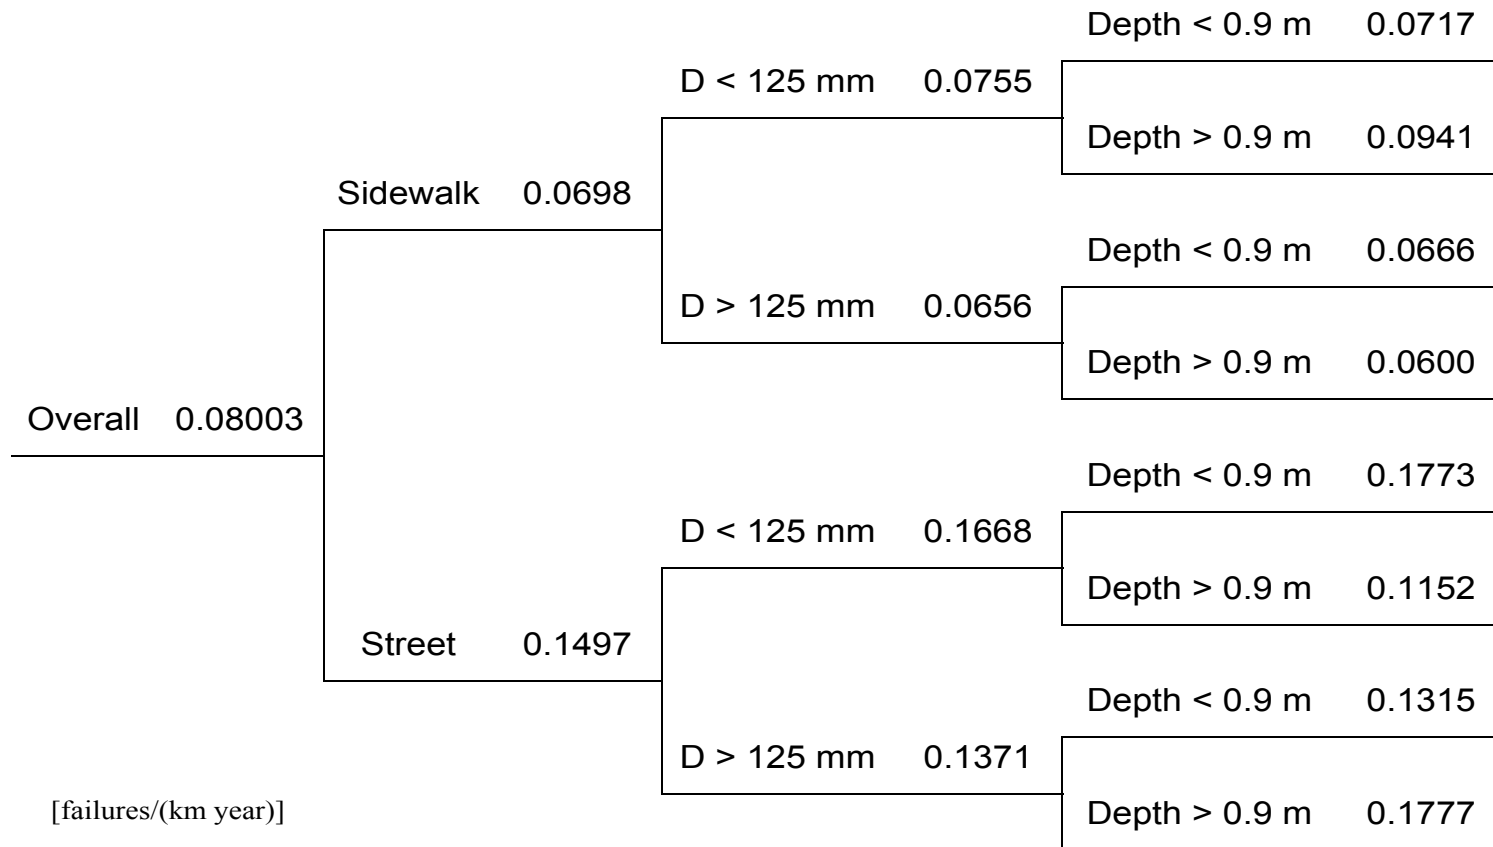 Depth < 0.9 m 0.0717
D < 125 mm 0.0755
Depth > 0.9 m 0.0941
Sidewalk 0.0698
Depth < 0.9 m 0.0666
D > 125 mm 0.0656
Depth > 0.9 m 0.0600
Overall 0.08003
Depth < 0.9 m 0.1773
D < 125 mm 0.1668
Depth > 0.9 m 0.1152
Street 0.1497
Depth < 0.9 m 0.1315
D > 125 mm 0.1371
[failures/(km year)]
Depth > 0.9 m 0.1777